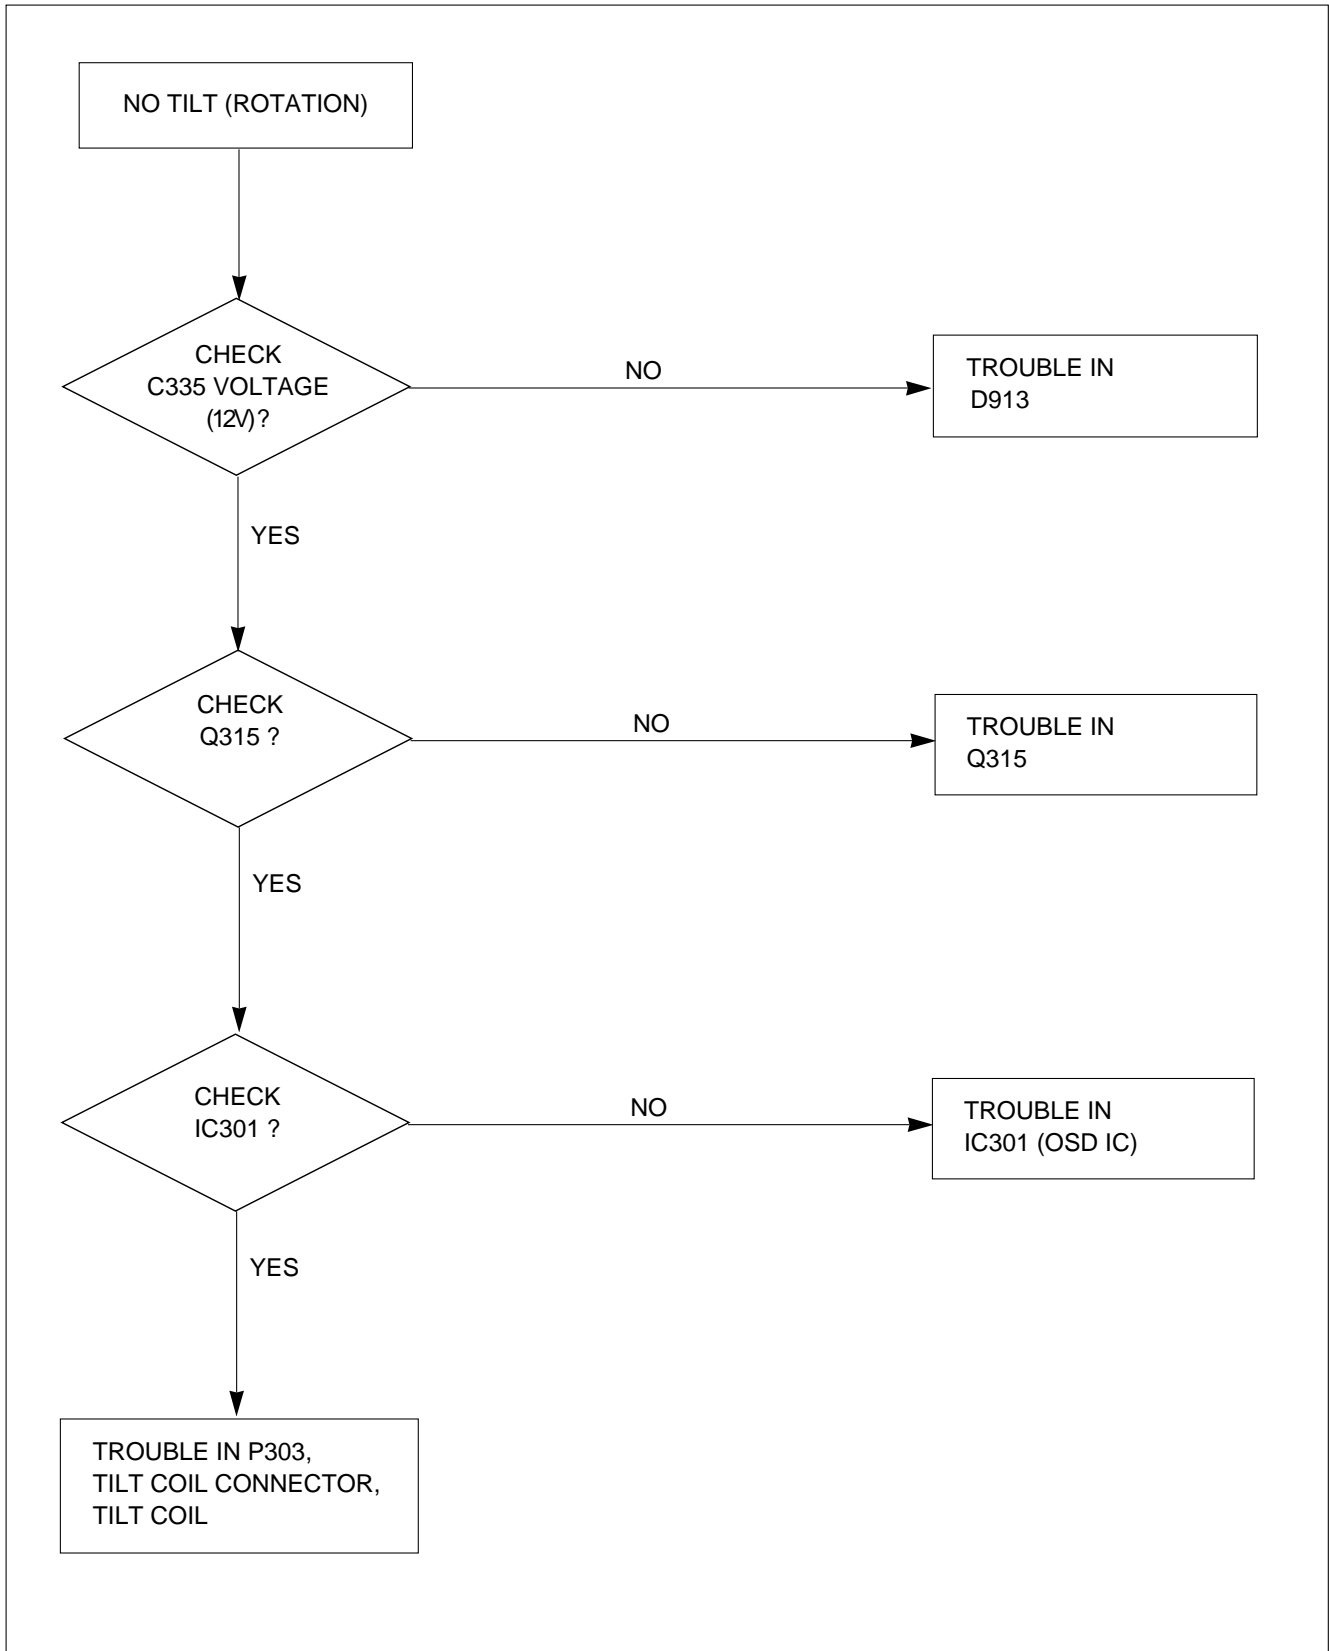 NO TILT (ROTATION)
CHECK
C335 VOLTAGE
(12V)?
NO
TROUBLE IN
D913
YES
CHECK
Q315 ?
NO
TROUBLE IN
Q315
YES
CHECK
IC301 ?
NO
TROUBLE IN
IC301 (OSD IC)
YES
TROUBLE IN P303,
TILT COIL CONNECTOR,
TILT COIL